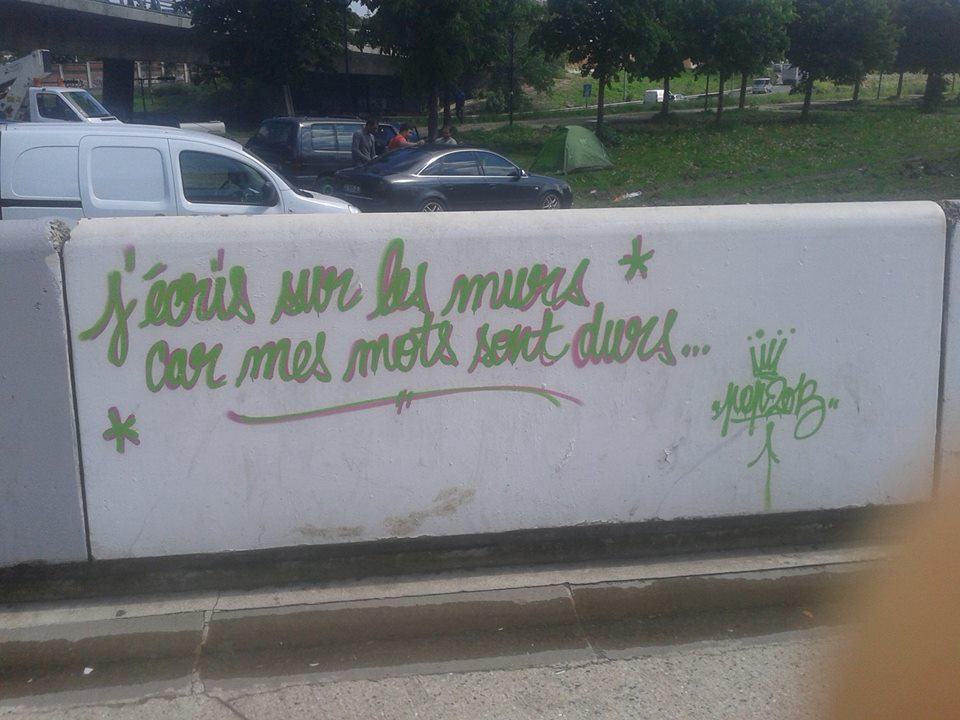 j'écris sur les murs
car mes mots sont durs...